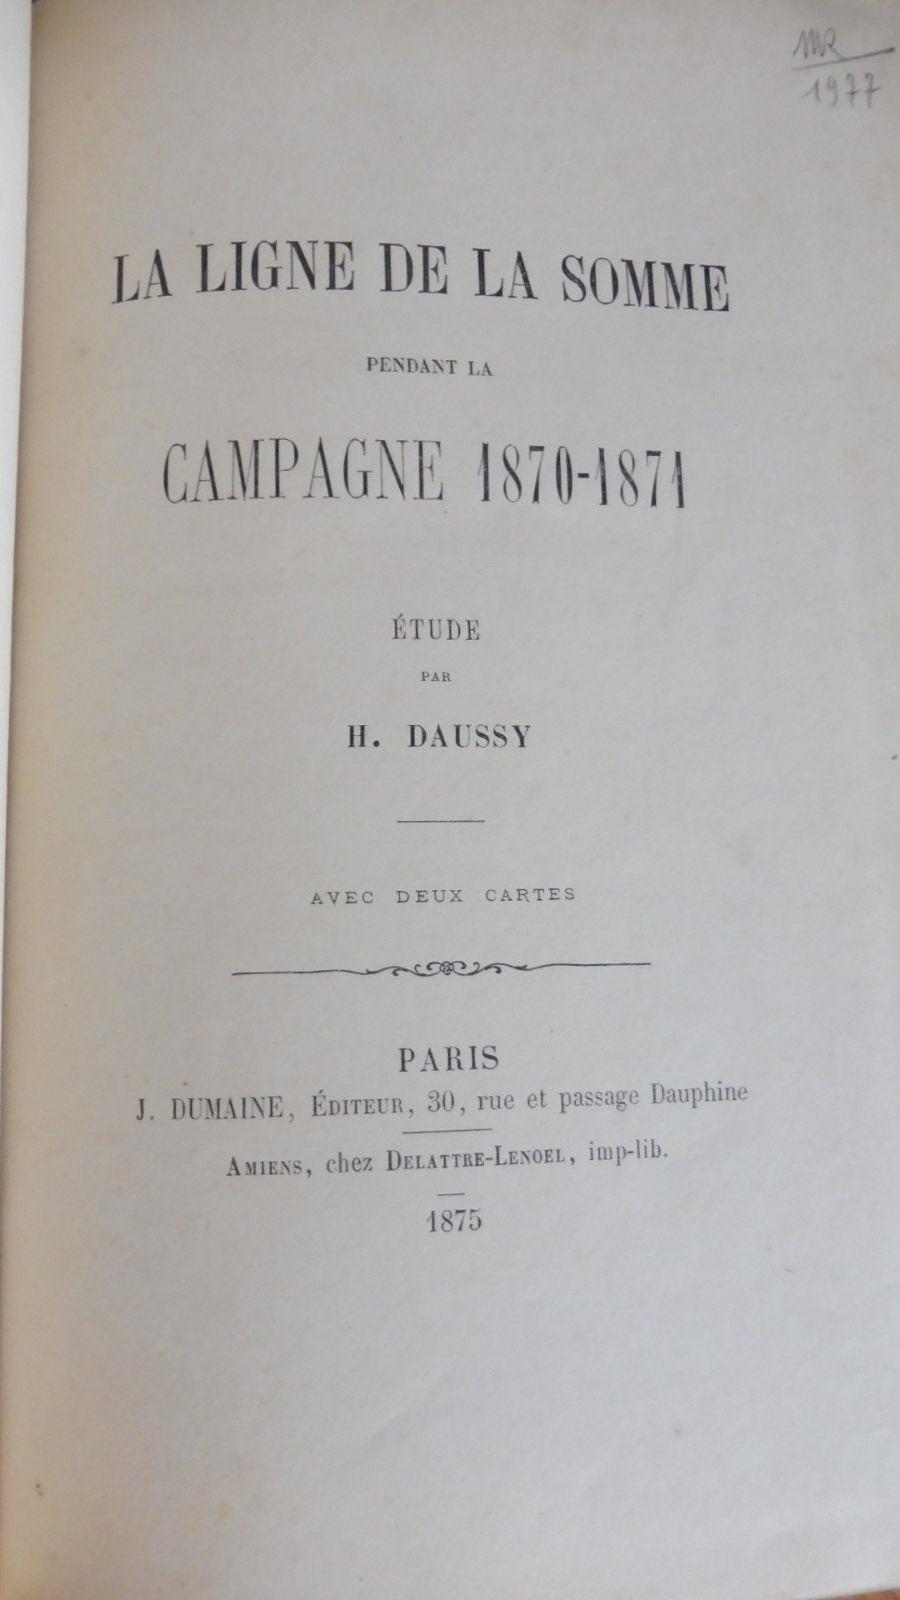 MR
1977
LA LIGNE DE LA SOMME
PENDANT LA
CAMPAGNE 1870-1871
ÉTUDE
PAR
H. DAUSSY
AVEC DEUX CARTES
PARIS
J. DUMAINE, ÉDITEUR, 30, rue et passage Dauphine
AMIENS, chez DELATTRE-LENOEL, imp-lib.
1875